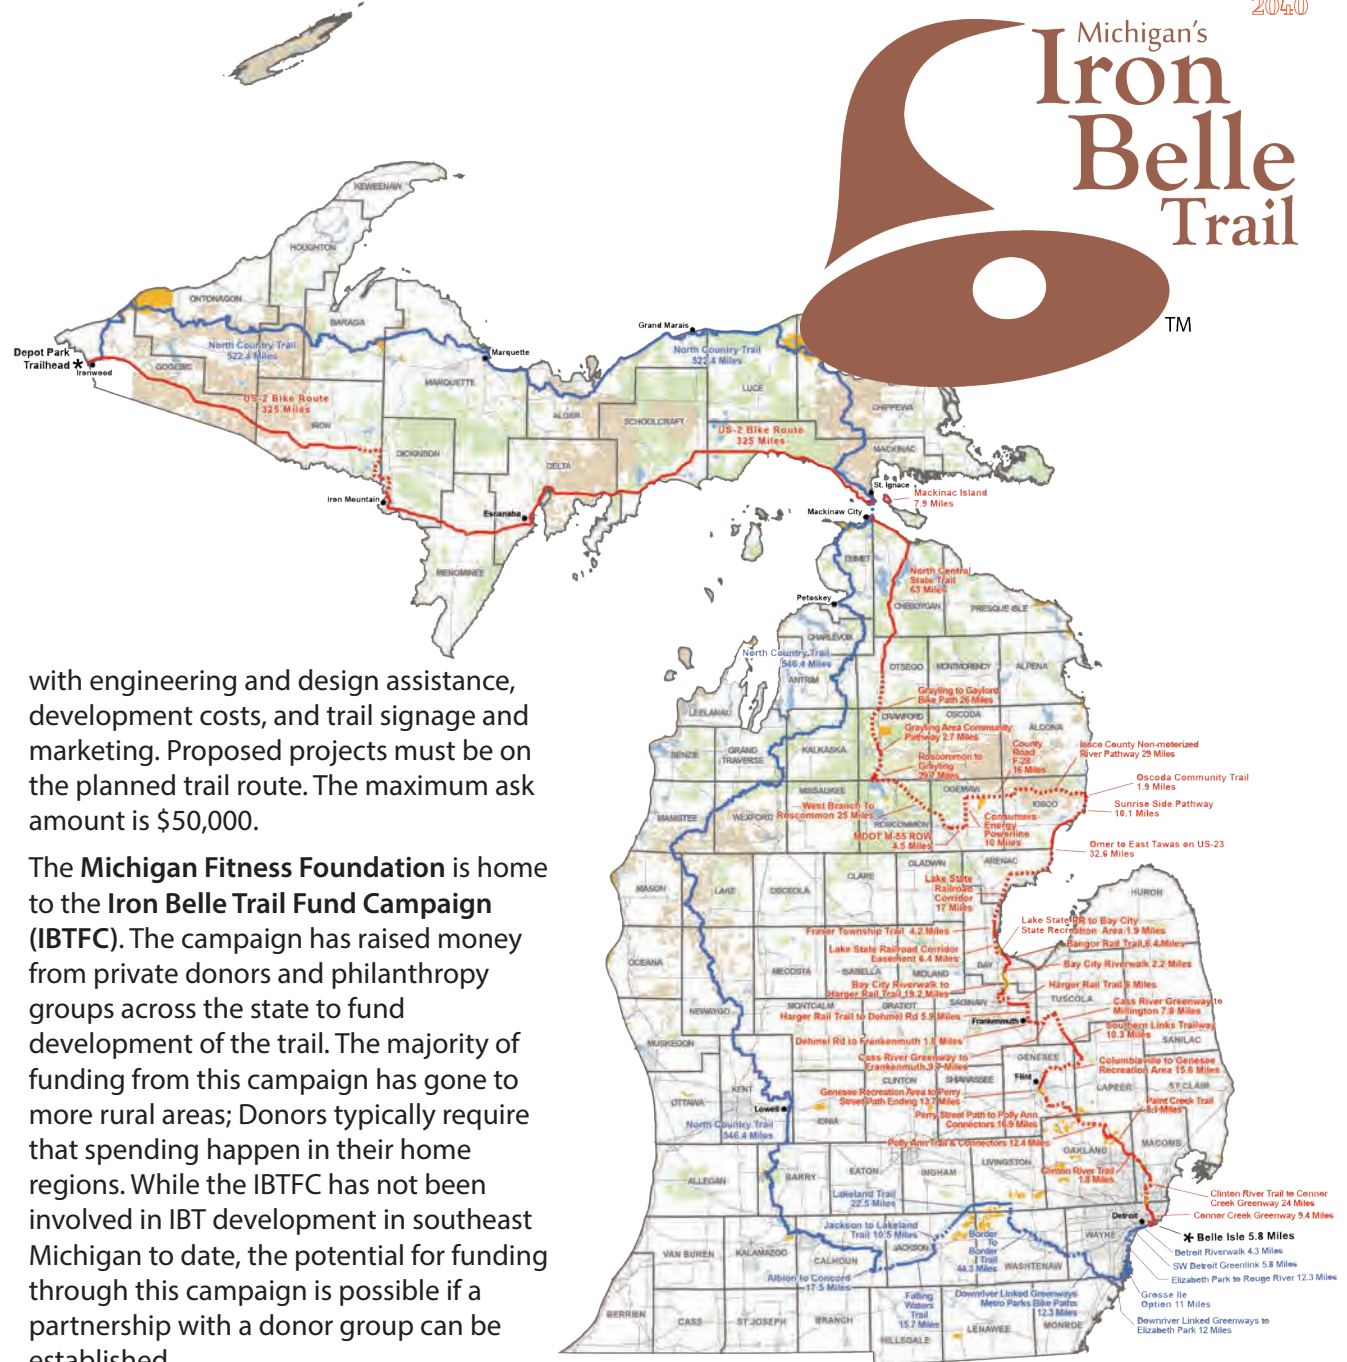 2040
Michigan's
Iron
Belle
Trail
TM
KEWEENAW
HOUGHTON
ONTONAGON
BARAGA
North Country Trail
522.4 Miles
Depot Park
Trailhead *
Ironwood
GOGEBIC
US-2 Bike Route
325 Miles
IRON
MARQUETTE
Marquette
Grand Marais
North Country Trail
522.4 Miles
LUCE
ALGER
SCHOOLCRAFT
CHIPPEWA
US-2 Bike Route
325 Miles
MACKINAC
DICKINSON
DELTA
Iron Mountain
Escanaba
MENOMINEE
St. Ignace
Mackinac Island
7.9 Miles
Mackinaw City
EMMET
North Central
State Trail
63 Miles
CHEBOYGAN
PRESQUE ISLE
Petoskey
CHARLEVOIX
North Country Trail
546.4 Miles
ANTRIM
OTSEGO
MONTMORENCY
ALPENA
Grayling to Gaylord
Bike Path 26 Miles
LEELANAU
CRAWFORD
OSCODA
ALCONA
Grayling Area Community
Pathway 2.7 Miles
BENZIE
GRAND
TRAVERSE
KALKASKA
Roscommon to
Grayling
29.7 Miles
County
Road
F-28
16 Miles
Iosco County Non-motorized
River Pathway 29 Miles
Oscoda Community Trail
1.9 Miles
Sunrise Side Pathway
10.1 Miles
MISSAUKEE
OGEMAW
IOSCO
West Branch To
Roscommon 25 Miles
MANISTEE
WEXFORD
ROSCOMMON
MDOT M-55 ROW
4.5 Miles
Consumers
Energy
Powerline
10 Miles
Omer to East Tawas on US-23
32.6 Miles
GLADWIN
ARENAC
CLARE
MASON
LAKE
OSCEOLA
Lake State
Railroad
Corridor
17 Miles
HURON
Lake State RR to Bay City
State Recreation Area 1.9 Miles
Fraser Township Trail 4.2 Miles
Bangor Rail Trail 6.4 Miles
Lake State Railroad Corridor
Easement 6.4 Miles
OCEANA
MECOSTA
ISABELLA
MIDLAND
BAY
Bay City Riverwalk 2.2 Miles
Bay City Riverwalk to
Harger Rail Trail 19.2 Miles
Harger Rail Trail 5 Miles
NEWAYGO
MONTCALM
GRATIOT
SAGINAW
TUSCOLA
Cass River Greenway to
Millington 7.8 Miles
Harger Rail Trail to Dehmel Rd 5.9 Miles
Frankenmuth
Southern Links Trailway
10.3 Miles
SANILAC
MUSKEGON
Dehmel Rd to Frankenmuth 1.8 Miles
Cass River Greenway to
Frankenmuth 9.7 Miles
GENESEE
Columbiaville to Genesee
Recreation Area 15.6 Miles
KENT
CLINTON
SHIAWASSEE
Flint
LAPEER
ST CLAIR
OTTAWA
Lowell
Genesee Recreation Area to Perry
Street Path Ending 13.7 Miles
Paint Creek Trail
8.1 Miles
IONIA
Perry Street Path to Polly Ann
Connectors 16.9 Miles
North Country Trail
546.4 Miles
Polly Ann Trail & Connectors 12.4 Miles
OAKLAND
MACOMB
ALLEGAN
BARRY
EATON
INGHAM
LIVINGSTON
Clinton River Trail
1.8 Miles
Lakeland Trail
22.5 Miles
Clinton River Trail to Conner
Creek Greenway 24 Miles
Conner Creek Greenway 9.4 Miles
Detroit
* Belle Isle 5.8 Miles
Jackson to Lakeland
Trail 10.5 Miles
Border
To
Border
Trail
44.3 Miles
WAYNE
Detroit Riverwalk 4.3 Miles
SW Detroit Greenlink 5.8 Miles
Elizabeth Park to Rouge River 12.3 Miles
VAN BUREN
KALAMAZOO
CALHOUN
JACKSON
WASHTENAW
Albion to Concord
17.5 Miles
Grosse Ile
Option 11 Miles
Falling
Waters
Trail
15.7 Miles
Downriver Linked Greenways
Metro Parks Bike Paths
12.3 Miles
Downriver Linked Greenways to
Elizabeth Park 12 Miles
BERRIEN
CASS
ST JOSEPH
BRANCH
HILLSDALE
LENAWEE
MONROE
with engineering and design assistance,
development costs, and trail signage and
marketing. Proposed projects must be on
the planned trail route. The maximum ask
amount is $50,000.
The Michigan Fitness Foundation is home
to the Iron Belle Trail Fund Campaign
(IBTFC). The campaign has raised money
from private donors and philanthropy
groups across the state to fund
development of the trail. The majority of
funding from this campaign has gone to
more rural areas; Donors typically require
that spending happen in their home
regions. While the IBTFC has not been
involved in IBT development in southeast
Michigan to date, the potential for funding
through this campaign is possible if a
partnership with a donor group can be
established.